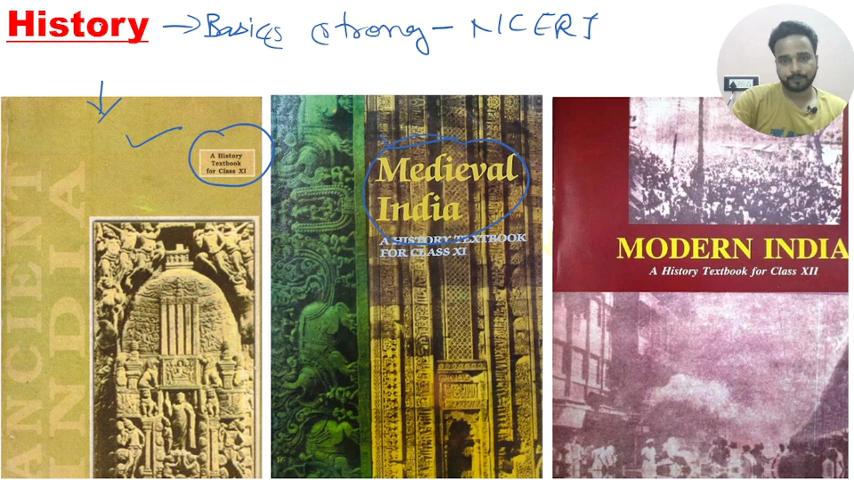 History → Basics strong - NCERT
A History
Textbook
for Class XI
ANCIENT
INDIA
Medieval
India
A HISTORY TEXTBOOK
FOR CLASS XI
MODERN INDIA
A History Textbook for Class XII